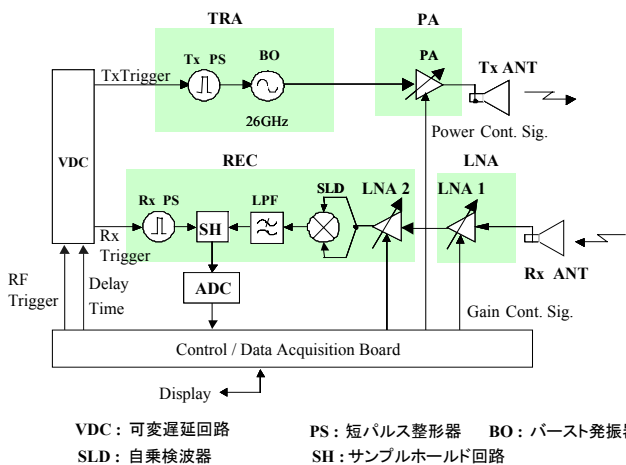 TRA
PA
Tx PS
BO
PA
Tx ANT
TxTrigger
26GHz
Power Cont. Sig.
VDC
REC
LNA
Rx PS
LPF
SLD
LNA 2
LNA 1
SH
Rx
Trigger
Rx ANT
RF
Trigger
Delay
Time
ADC
Gain Cont. Sig.
Control / Data Acquisition Board
Display
VDC : 可変遅延回路
PS : 短パルス整形器
BO : バースト発振器
SLD : 自乗検波器
SH : サンプルホールド回路